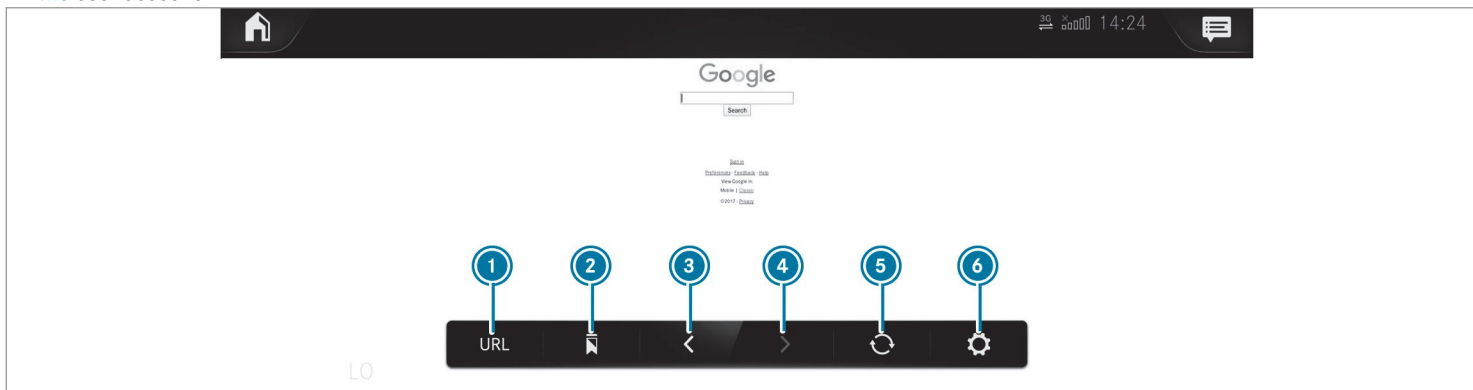 3G 14:24
Google
Search
Sign in
Preferences - Feedback - Help
View Google in:
Mobile | Classic
©2017 - Privacy
1 2 3 4 5 6
URL
LO